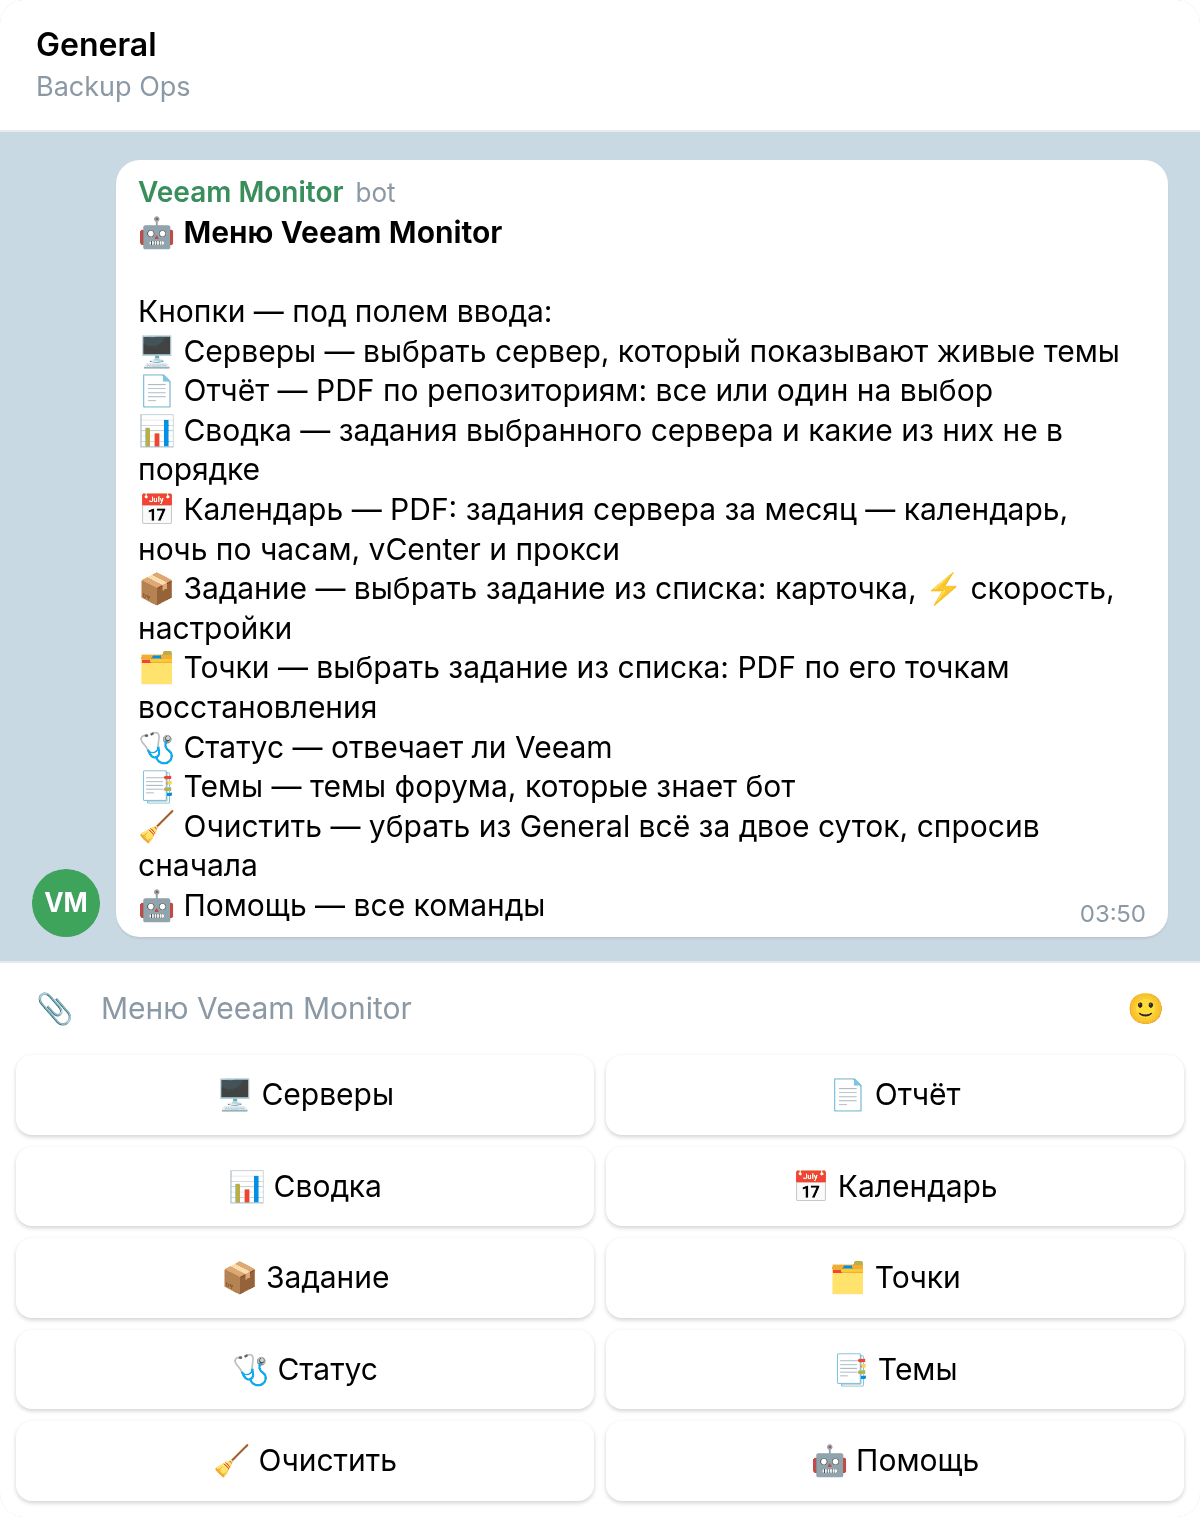 General
Backup Ops
Veeam Monitor bot
🤖 Меню Veeam Monitor
Кнопки — под полем ввода:
🖥️ Серверы — выбрать сервер, который показывают живые темы
📄 Отчёт — PDF по репозиториям: все или один на выбор
📊 Сводка — задания выбранного сервера и какие из них не в
порядке
📅 Календарь — PDF: задания сервера за месяц — календарь,
ночь по часам, vCenter и прокси
📦 Задание — выбрать задание из списка: карточка, ⚡ скорость,
настройки
🗂️ Точки — выбрать задание из списка: PDF по его точкам
восстановления
🩺 Статус — отвечает ли Veeam
📑 Темы — темы форума, которые знает бот
🧹 Очистить — убрать из General всё за двое суток, спросив
сначала
🤖 Помощь — все команды
03:50
VM
📎 Меню Veeam Monitor 🙂
🖥️ Серверы
📄 Отчёт
📊 Сводка
📅 Календарь
📦 Задание
🗂️ Точки
🩺 Статус
📑 Темы
🧹 Очистить
🤖 Помощь